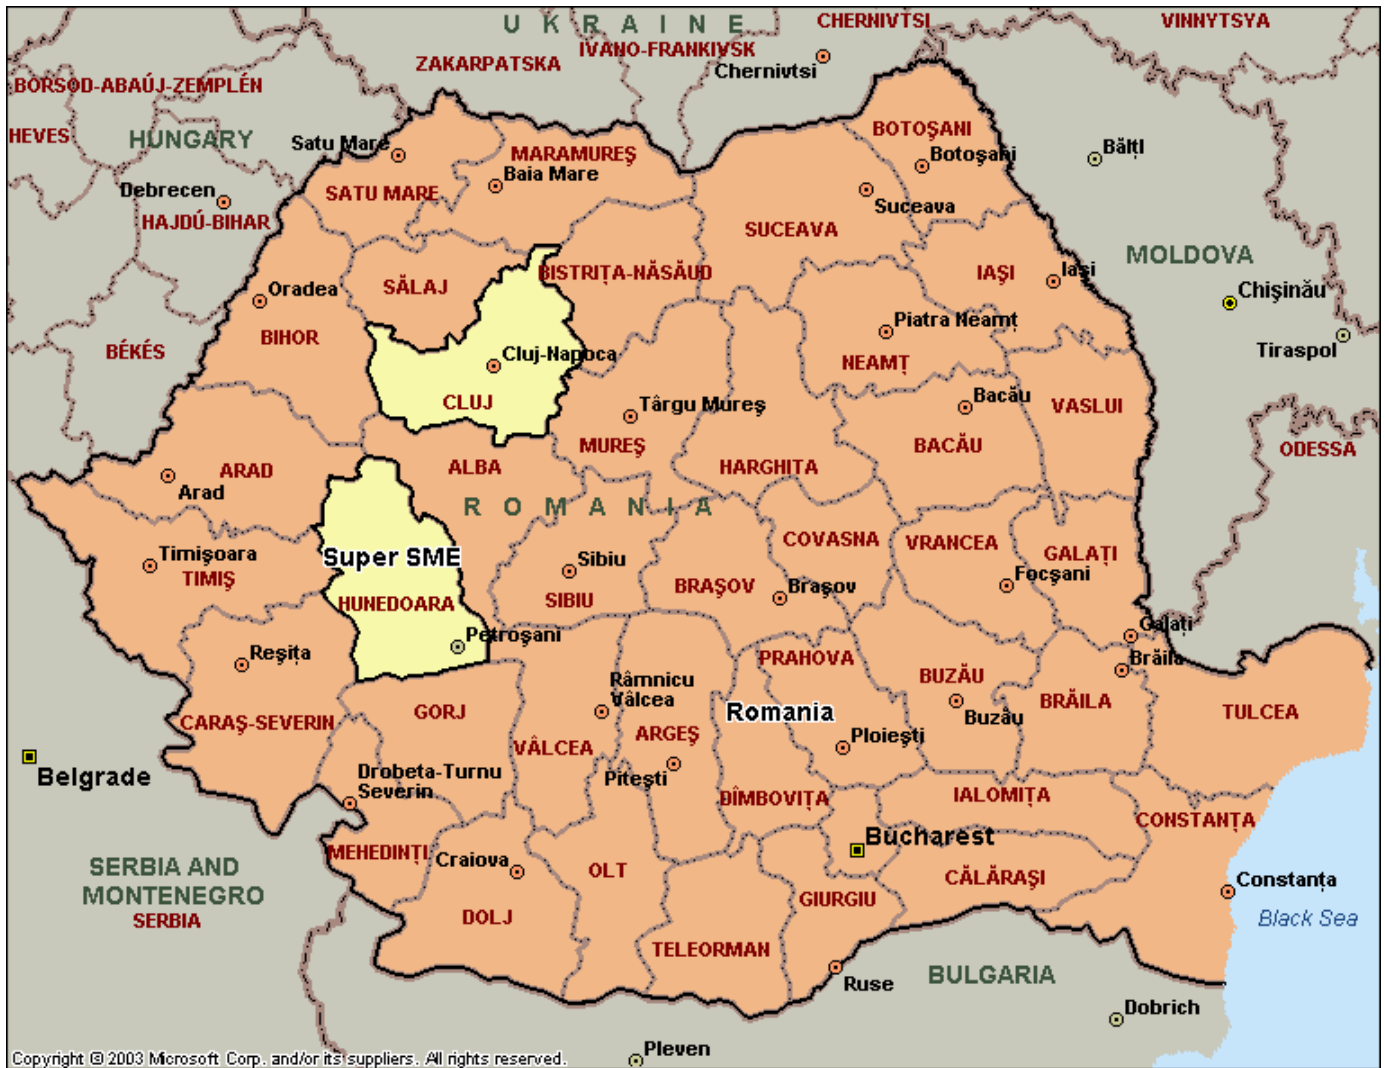 UKRAINE
CHERNIVTSI
VINNYTSYA
IVANO-FRANKIVSK
ZAKARPATSKA
Chernivtsi
BORSOD-ABAÚJ-ZEMPLÉN
HEVES
HUNGARY
Satu Mare
MARAMUREŞ
BOTOŞANI
Botoşani
Bălţi
Baia Mare
Debrecen
SATU MARE
Suceava
HAJDÚ-BIHAR
SUCEAVA
MOLDOVA
BISTRIŢA-NĂSĂUD
IAŞI
Iaşi
Oradea
SĂLAJ
Chişinău
Piatra Neamţ
BIHOR
BÉKÉS
Cluj-Napoca
NEAMŢ
Tiraspol
CLUJ
Târgu Mureş
Bacău
VASLUI
MUREŞ
BACĂU
ODESSA
ARAD
ALBA
HARGHIŢA
Arad
ROMANIA
COVASNA
VRANCEA
GALAŢI
Timişoara
TIMIŞ
Super SME
Sibiu
BRAŞOV
Braşov
Focşani
HUNEDOARA
SIBIU
Petroşani
Galaţi
Reşiţa
PRAHOVA
Brăila
Râmnicu
Vâlcea
BUZĂU
BRĂILA
CARAŞ-SEVERIN
GORJ
Romania
Buzău
TULCEA
VÂLCEA
ARGEŞ
Ploieşti
Belgrade
Drobeta-Turnu
Severin
Piteşti
DÎMBOVIŢA
IALOMIŢA
CONSTANŢA
MEHEDINŢI
Craiova
Bucharest
SERBIA AND
MONTENEGRO
SERBIA
OLT
CĂLĂRAŞI
Constanţa
DOLJ
GIURGIU
Black Sea
TELEORMAN
Ruse
BULGARIA
Dobrich
Pleven
Copyright © 2003 Microsoft Corp. and/or its suppliers. All rights reserved.